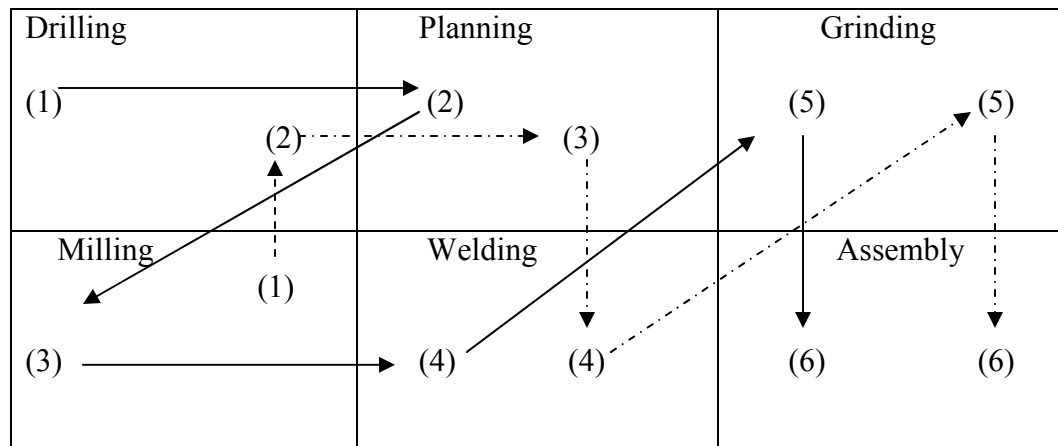 Drilling Planning Grinding
(1) (2) (5) (5)
(2) (3)
Milling Welding Assembly
(1)
(3) (4) (4) (6) (6)